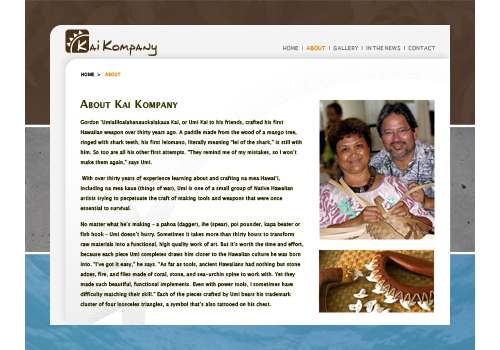 Kai Kompany
HOME | ABOUT | GALLERY | IN THE NEWS | CONTACT
HOME > ABOUT
About Kai Kompany
Gordon 'Umialiloalahanauokalakaua Kai, or Umi Kai to his friends, crafted his first
Hawaiian weapon over thirty years ago. A paddle made from the wood of a mango tree,
ringed with shark teeth, his first leiomano, literally meaning "lei of the shark," is still with
him. So too are all his other first attempts. "They remind me of my mistakes, so I won't
make them again," says Umi.
With over thirty years of experience learning about and crafting na mea Hawai'i,
including na mea kaua (things of war), Umi is one of a small group of Native Hawaiian
artists trying to perpetuate the craft of making tools and weapons that were once
essential to survival.
No matter what he's making – a pahoa (dagger), ihe (spear), poi pounder, kapa beater or
fish hook – Umi doesn't hurry. Sometimes it takes more than thirty hours to transform
raw materials into a functional, high quality work of art. But it's worth the time and effort,
because each piece Umi completes draws him closer to the Hawaiian culture he was born
into. "I've got it easy," he says. "As far as tools, ancient Hawaiians had nothing but stone
adzes, fire, and files made of coral, stone, and sea-urchin spine to work with. Yet they
made such beautiful, functional implements. Even with power tools, I sometimes have
difficulty matching their skill." Each of the pieces crafted by Umi bears his trademark
cluster of four isosceles triangles, a symbol that's also tattooed on his chest.